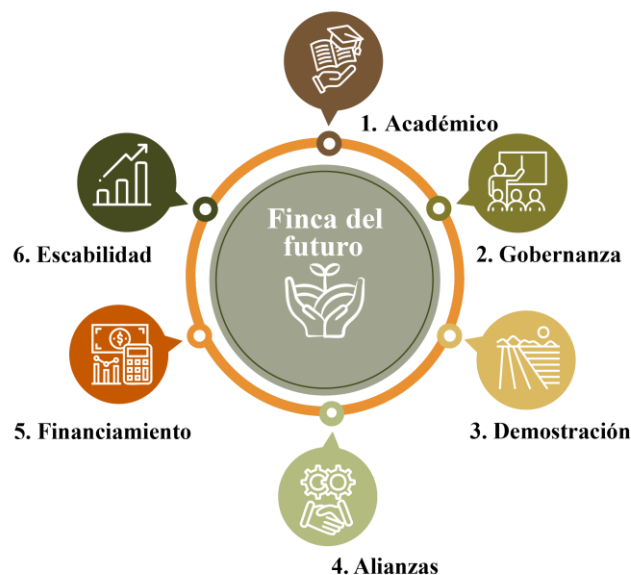 1. Académico
Finca del
futuro
6. Escabilidad
2. Gobernanza
$
5. Financiamiento
3. Demostración
4. Alianzas